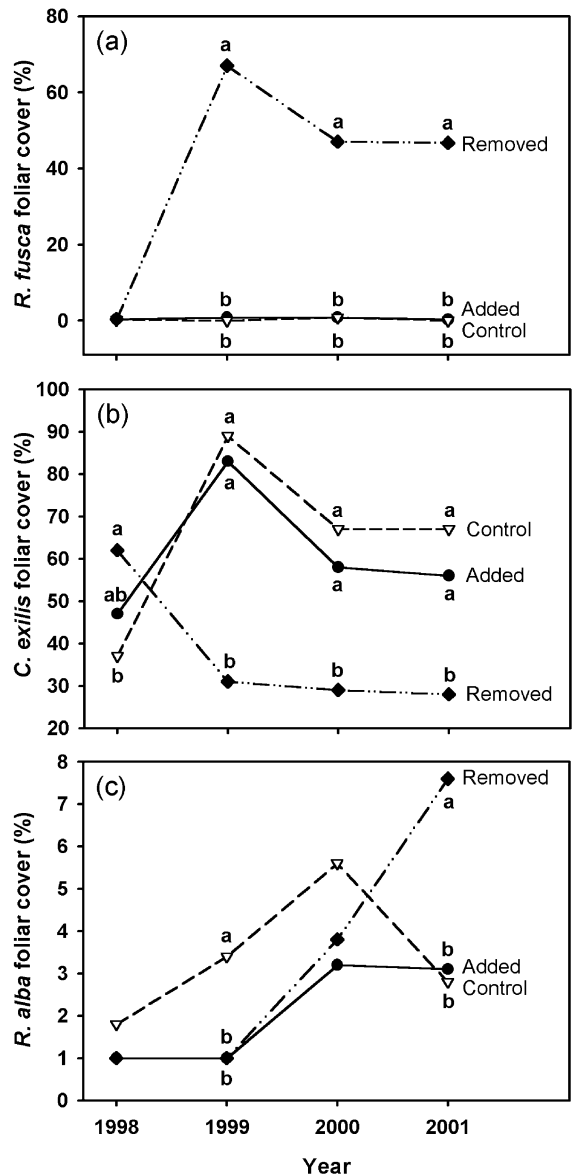 (a)
R. fusca foliar cover (%)
80
60
40
20
0
a
a
a
Removed
b
b
b
Added
Control
b
b
b
(b)
C. exilis foliar cover (%)
100
90
80
70
60
50
40
30
20
a
a
a
a
Control
a
a
a
Added
ab
b
b
b
b
Removed
(c)
R. alba foliar cover (%)
8
7
6
5
4
3
2
1
0
Removed
a
a
b
Added
Control
b
b
b
1998 1999 2000 2001
Year